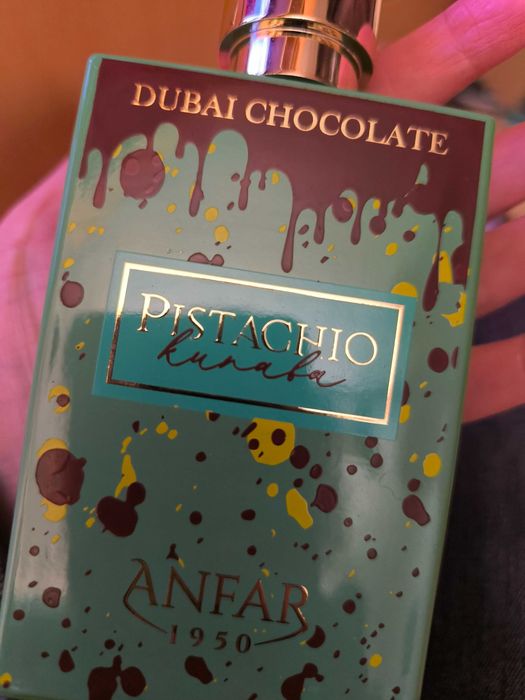 DUBAI CHOCOLATE
PISTACHIO
kunafa
ANFAR
1950